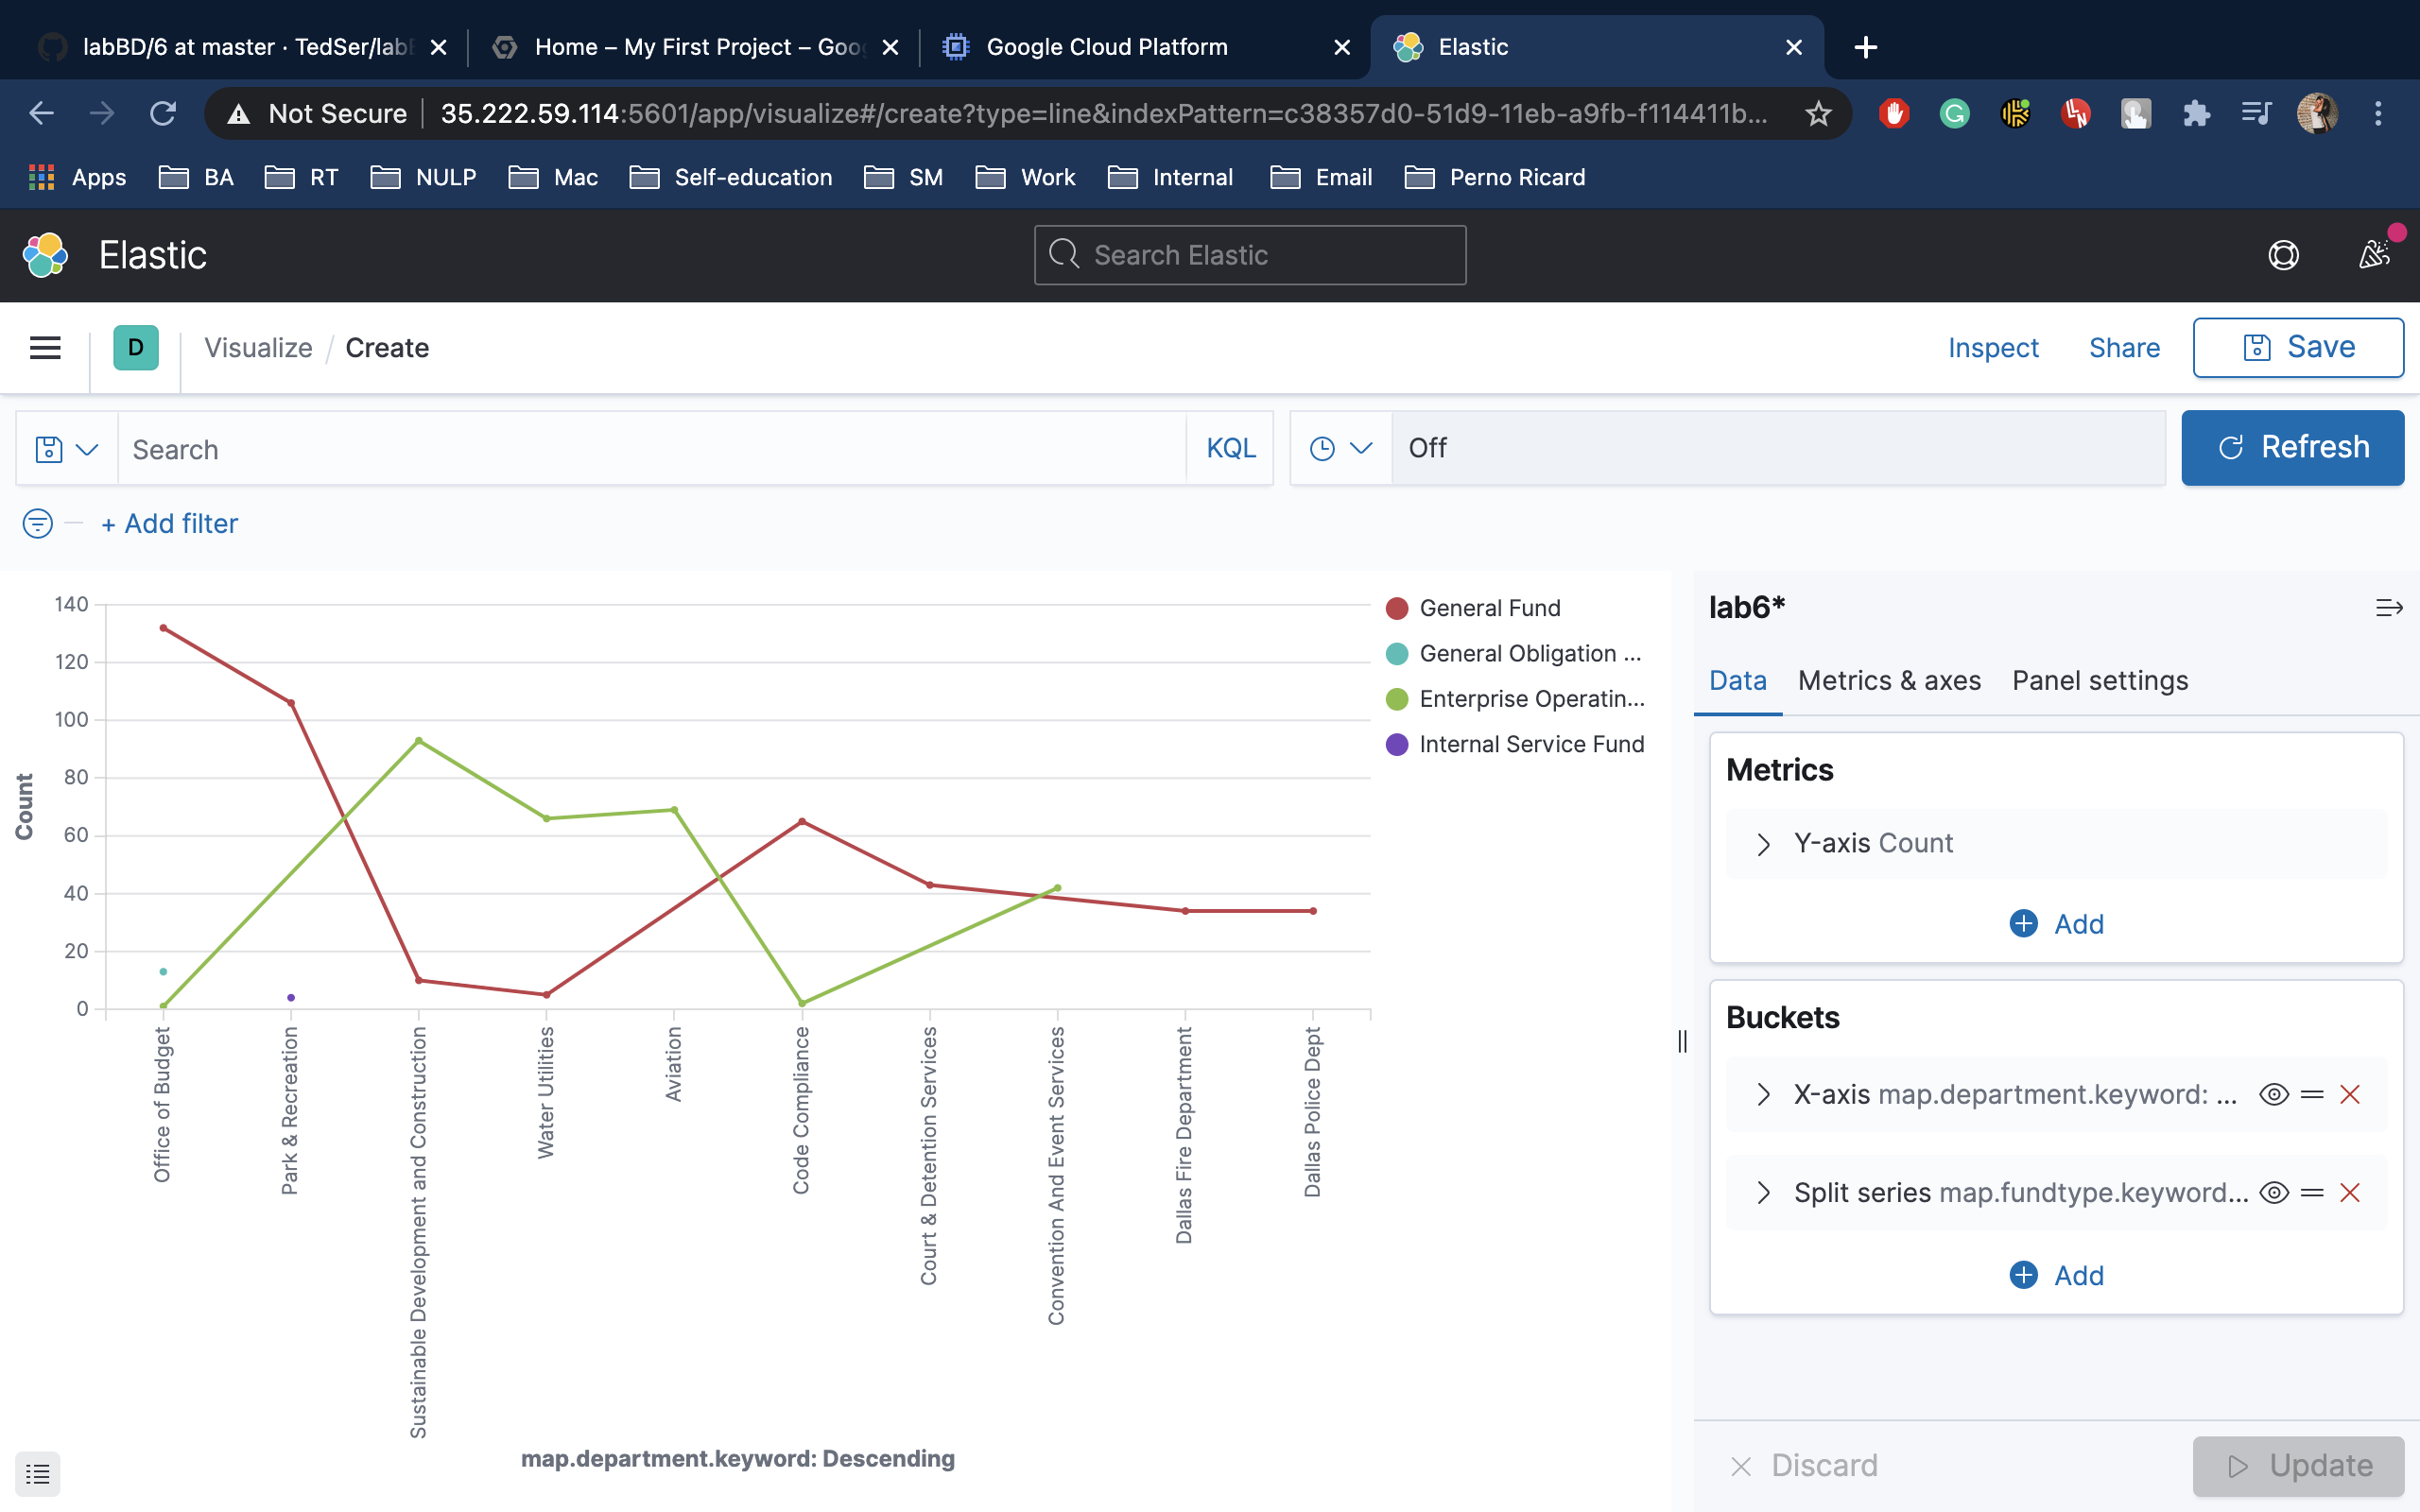 labBD/6 at master · TedSer/lab
Home – My First Project – Goo
Google Cloud Platform
Elastic
Not Secure
35.222.59.114:5601/app/visualize#/create?type=line&indexPattern=c38357d0-51d9-11eb-a9fb-f114411b...
Apps
BA
RT
NULP
Mac
Self-education
SM
Work
Internal
Email
Perno Ricard
Elastic
Search Elastic
D
Visualize / Create
Inspect
Share
Save
Search
KQL
Off
Refresh
+ Add filter
140
120
100
80
60
40
20
0
Count
Office of Budget
Park & Recreation
Sustainable Development and Construction
Water Utilities
Aviation
Code Compliance
Court & Detention Services
Convention And Event Services
Dallas Fire Department
Dallas Police Dept
map.department.keyword: Descending
General Fund
General Obligation ...
Enterprise Operatin...
Internal Service Fund
lab6*
Data
Metrics & axes
Panel settings
Metrics
Y-axis Count
Add
Buckets
X-axis map.department.keyword: ...
Split series map.fundtype.keyword...
Add
Discard
Update